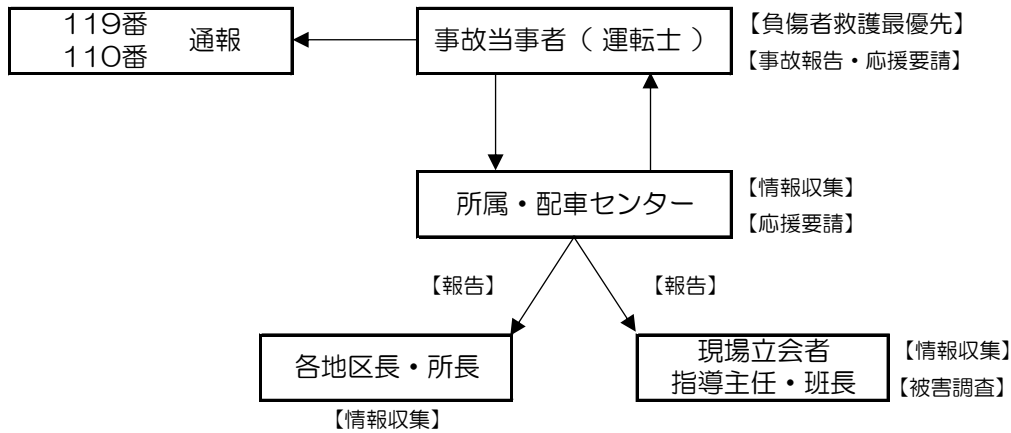 119番
110番
通報
事故当事者（ 運転士 ）
【負傷者救護最優先】
【事故報告・応援要請】
所属・配車センター
【情報収集】
【応援要請】
【報告】
【報告】
各地区長・所長
【情報収集】
現場立会者
指導主任・班長
【情報収集】
【被害調査】